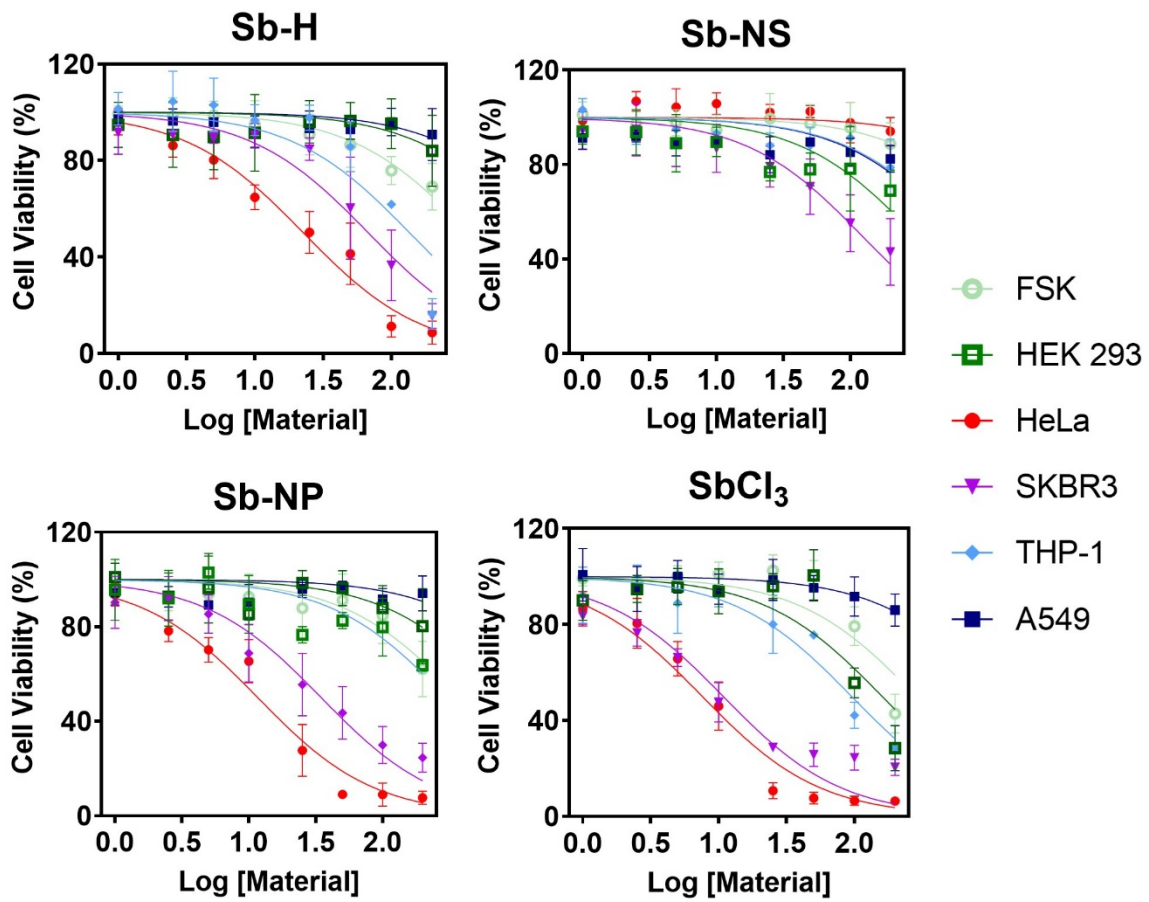 Sb-H
Cell Viability (%)
120
80
40
0
0.0 0.5 1.0 1.5 2.0
Log [Material]
Sb-NS
Cell Viability (%)
120
80
40
0
0.0 0.5 1.0 1.5 2.0
Log [Material]
Sb-NP
Cell Viability (%)
120
80
40
0
0.0 0.5 1.0 1.5 2.0
Log [Material]
SbCl₃
Cell Viability (%)
120
80
40
0
0.0 0.5 1.0 1.5 2.0
Log [Material]
FSK
HEK 293
HeLa
SKBR3
THP-1
A549